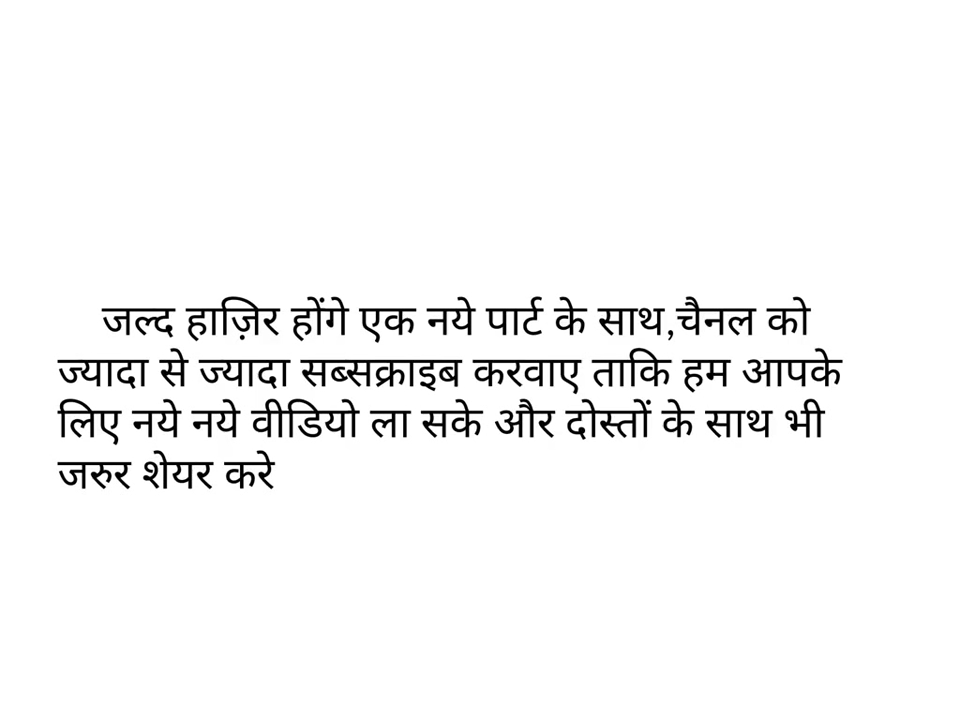 जल्द हाज़िर होंगे एक नये पार्ट के साथ,चैनल को
ज्यादा से ज्यादा सब्सक्राइब करवाए ताकि हम आपके
लिए नये नये वीडियो ला सके और दोस्तों के साथ भी
जरुर शेयर करे